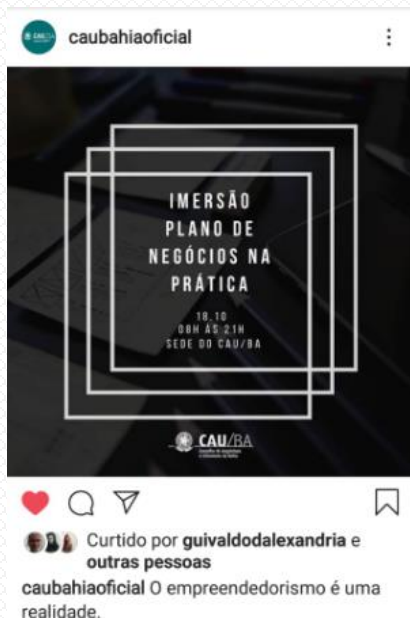 caubahiaoficial
IMERSÃO
PLANO DE
NEGÓCIOS NA
PRÁTICA
18.10
08H ÀS 21H
SEDE DO CAU/BA
CAU/BA
Curtido por guivaldodalexandria e
outras pessoas
caubahiaoficial O empreendedorismo é uma
realidade.